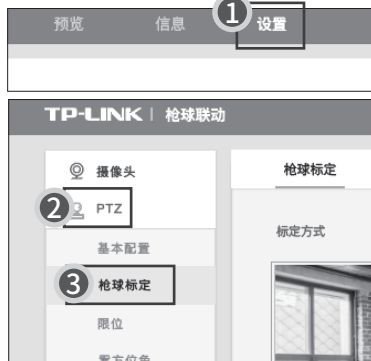 预览 信息 1 设置
TP-LINK | 枪球联动
摄像头
2 PTZ
基本配置
3 枪球标定
限位
枪球标定
标定方式